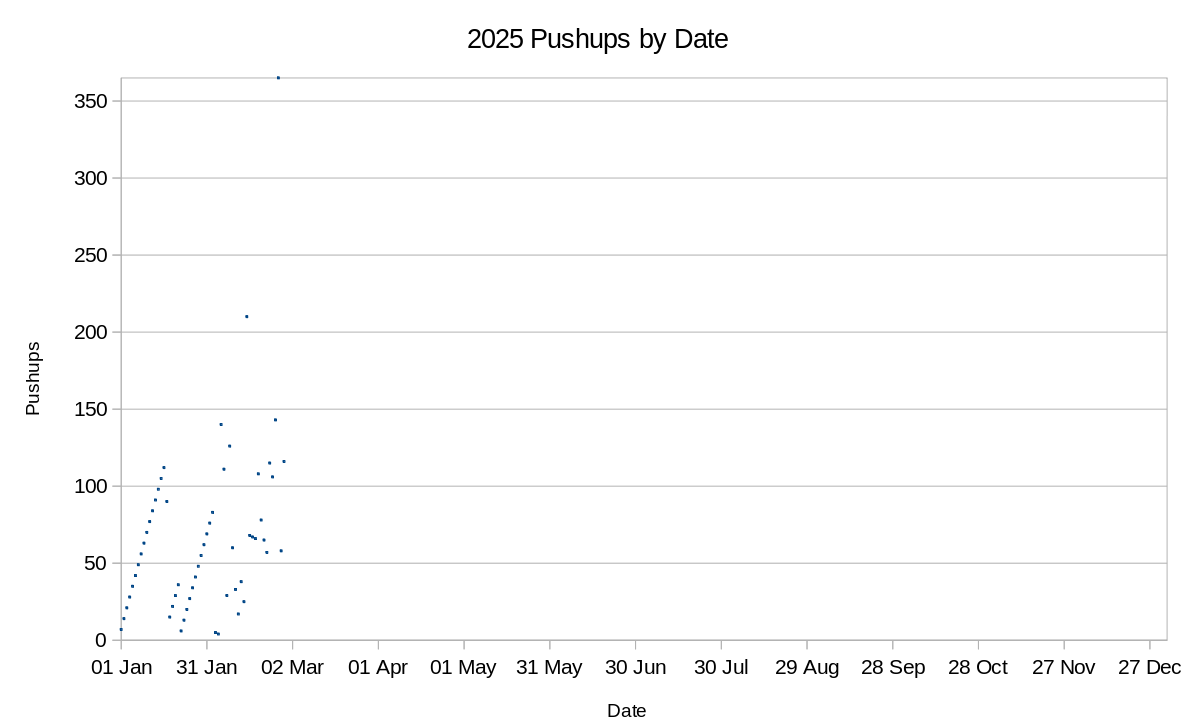 2025 Pushups by Date
350
300
250
200
150
100
50
0
Pushups
01 Jan 31 Jan 02 Mar 01 Apr 01 May 31 May 30 Jun 30 Jul 29 Aug 28 Sep 28 Oct 27 Nov 27 Dec
Date